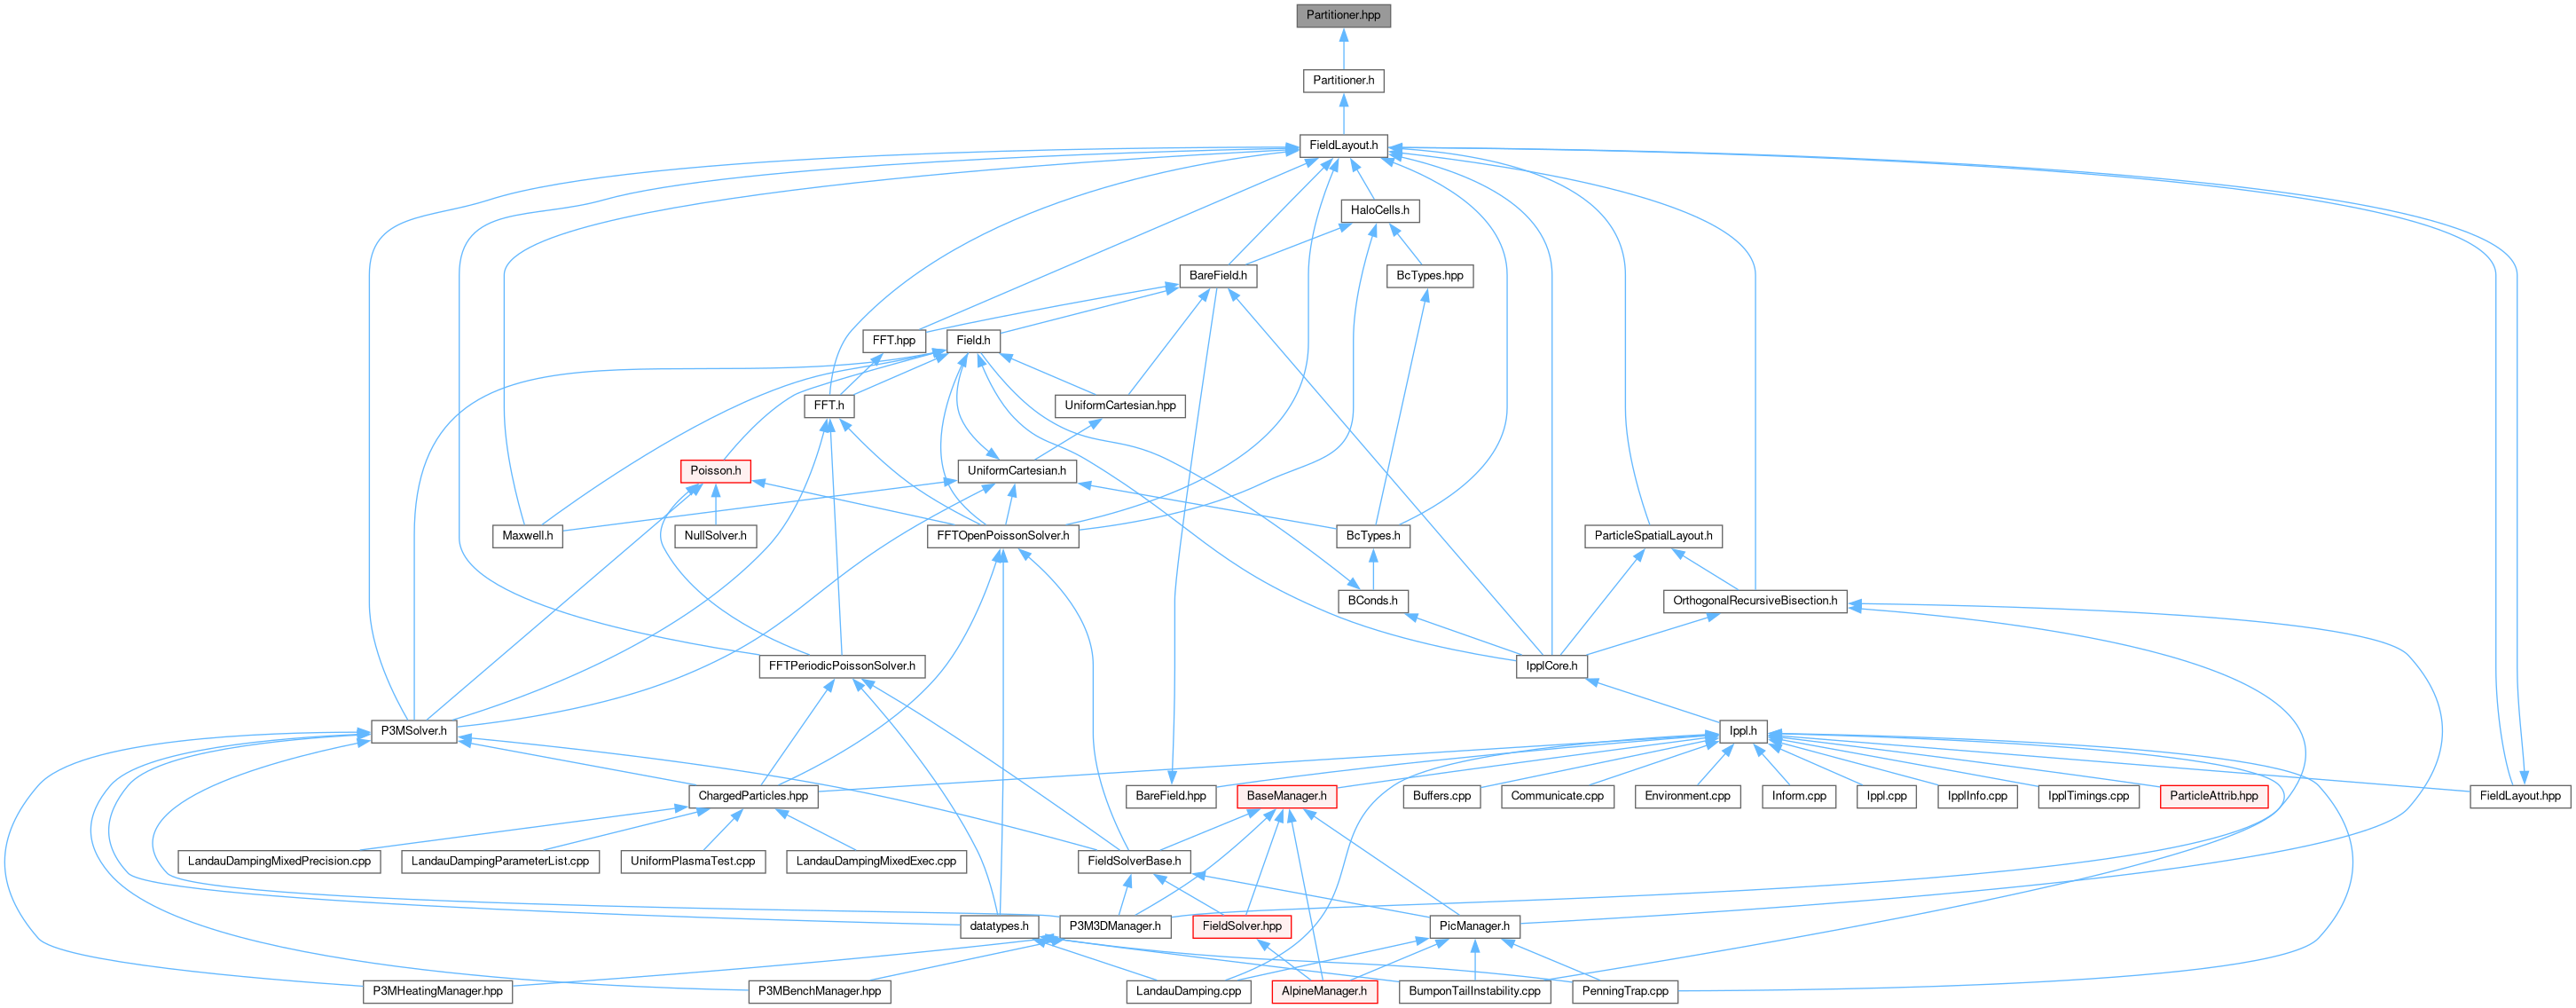 Partitioner.hpp
Partitioner.h
FieldLayout.h
HaloCells.h
BareField.h
BcTypes.hpp
FFT.hpp
Field.h
FFT.h
UniformCartesian.hpp
Poisson.h
UniformCartesian.h
Maxwell.h
NullSolver.h
FFTOpenPoissonSolver.h
BcTypes.h
ParticleSpatialLayout.h
BConds.h
OrthogonalRecursiveBisection.h
FFTPeriodicPoissonSolver.h
IpplCore.h
P3MSolver.h
Ippl.h
ChargedParticles.hpp
BareField.hpp
BaseManager.h
Buffers.cpp
Communicate.cpp
Environment.cpp
Inform.cpp
Ippl.cpp
IpplInfo.cpp
IpplTimings.cpp
ParticleAttrib.hpp
FieldLayout.hpp
LandauDampingMixedPrecision.cpp
LandauDampingParameterList.cpp
UniformPlasmaTest.cpp
LandauDampingMixedExec.cpp
FieldSolverBase.h
datatypes.h
P3M3DManager.h
FieldSolver.hpp
PicManager.h
P3MHeatingManager.hpp
P3MBenchManager.hpp
LandauDamping.cpp
AlpineManager.h
BumponTailInstability.cpp
PenningTrap.cpp